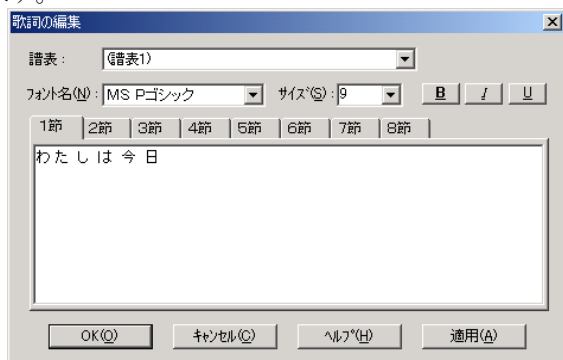 す。
歌詞の編集
譜表： (譜表1)
フォント名(N)：MS Pゴシック サイズ(S)：9 B I U
1節 2節 3節 4節 5節 6節 7節 8節
わ た し は 今 日
OK(O) キャンセル(C) ヘルプ(H) 適用(A)